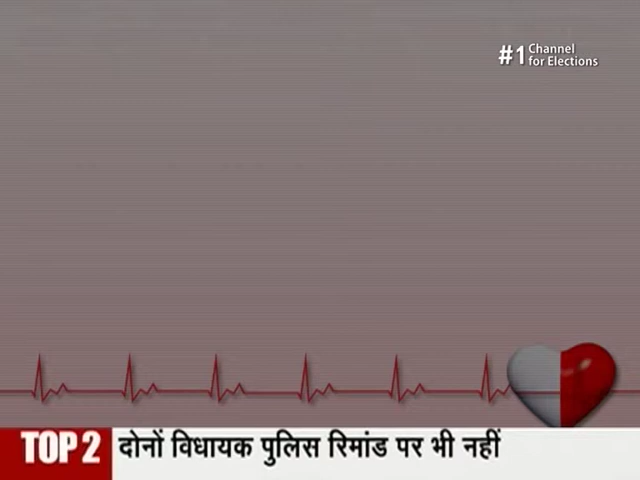 #1 Channel
for Elections
TOP 2 दोनों विधायक पुलिस रिमांड पर भी नहीं